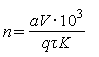 n = aV · 10³ / qτK